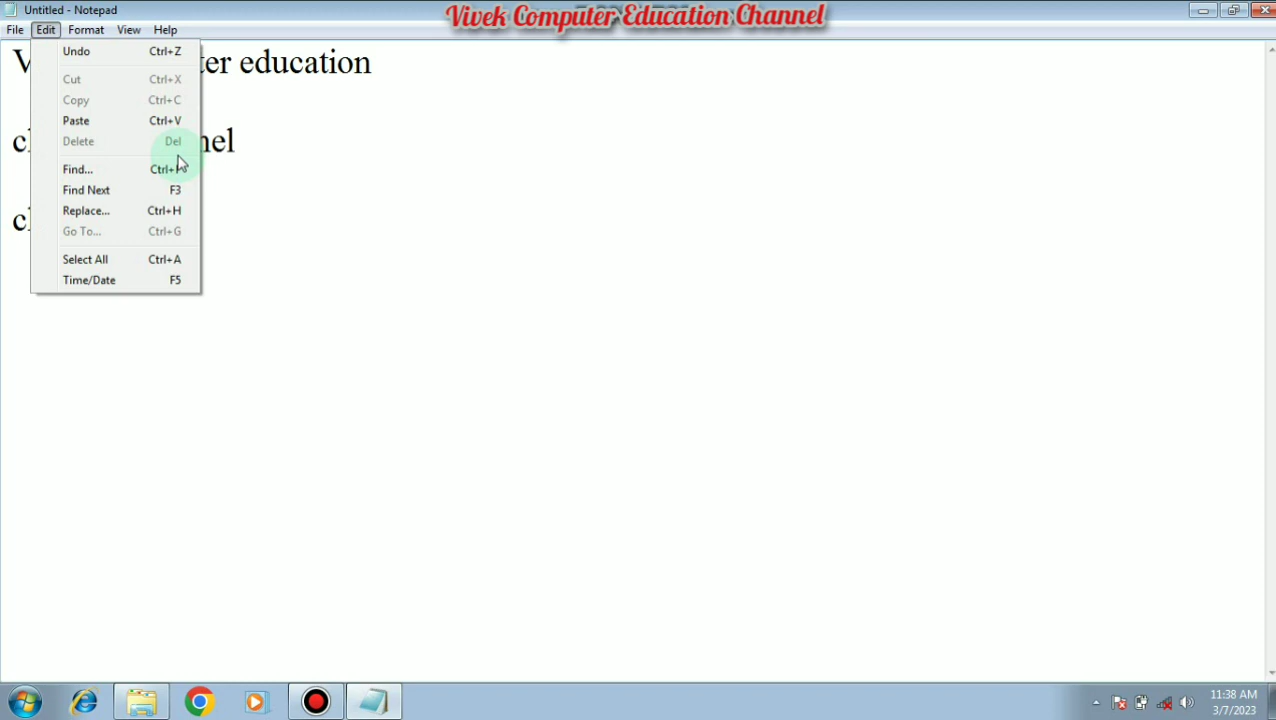 Untitled - Notepad
Vivek Computer Education Channel
File Edit Format View Help
Undo Ctrl+Z
ter education
Cut Ctrl+X
Copy Ctrl+C
Paste Ctrl+V
Delete Del
nel
Find...
Find Next F3
Replace... Ctrl+H
Go To... Ctrl+G
Select All Ctrl+A
Time/Date F5
11:38 AM
3/7/2023